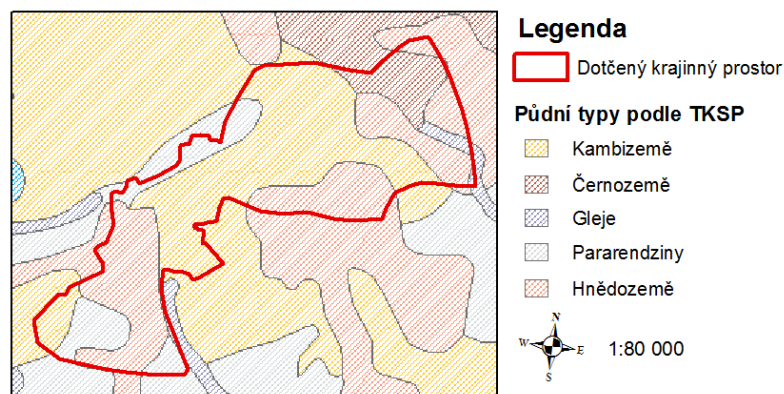 Legenda
Dotčený krajinný prostor
Půdní typy podle TKSP
Kambizemě
Černozemě
Gleje
Pararendziny
Hnědozemě
N
W E
S
1:80 000